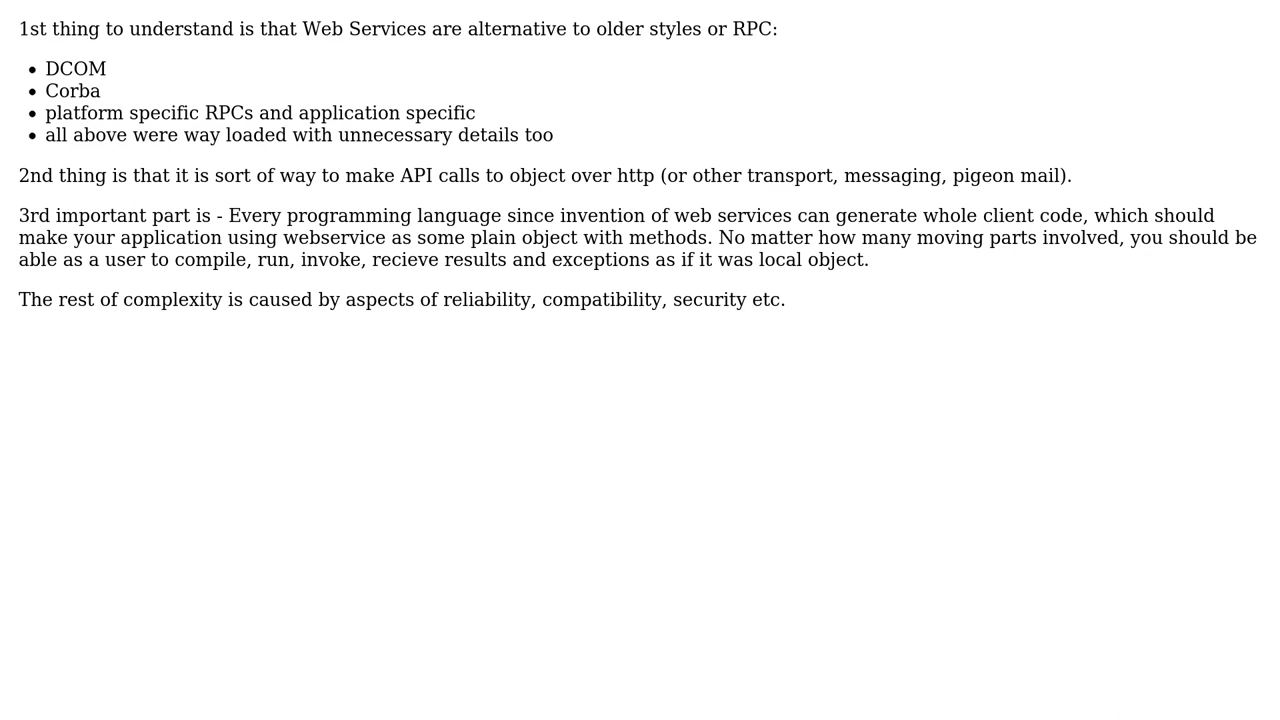 1st thing to understand is that Web Services are alternative to older styles or RPC:
• DCOM
• Corba
• platform specific RPCs and application specific
• all above were way loaded with unnecessary details too
2nd thing is that it is sort of way to make API calls to object over http (or other transport, messaging, pigeon mail).
3rd important part is - Every programming language since invention of web services can generate whole client code, which should
make your application using webservice as some plain object with methods. No matter how many moving parts involved, you should be
able as a user to compile, run, invoke, recieve results and exceptions as if it was local object.
The rest of complexity is caused by aspects of reliability, compatibility, security etc.